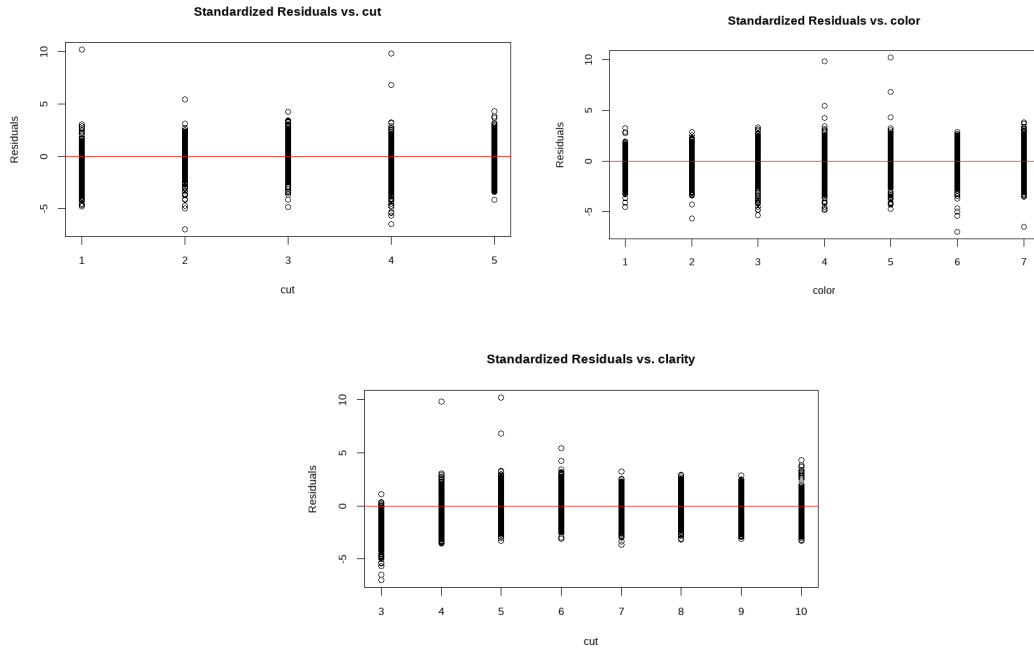 Standardized Residuals vs. cut
Residuals
10
5
0
-5
1 2 3 4 5
cut
Standardized Residuals vs. color
Residuals
10
5
0
-5
1 2 3 4 5 6 7
color
Standardized Residuals vs. clarity
Residuals
10
5
0
-5
3 4 5 6 7 8 9 10
cut